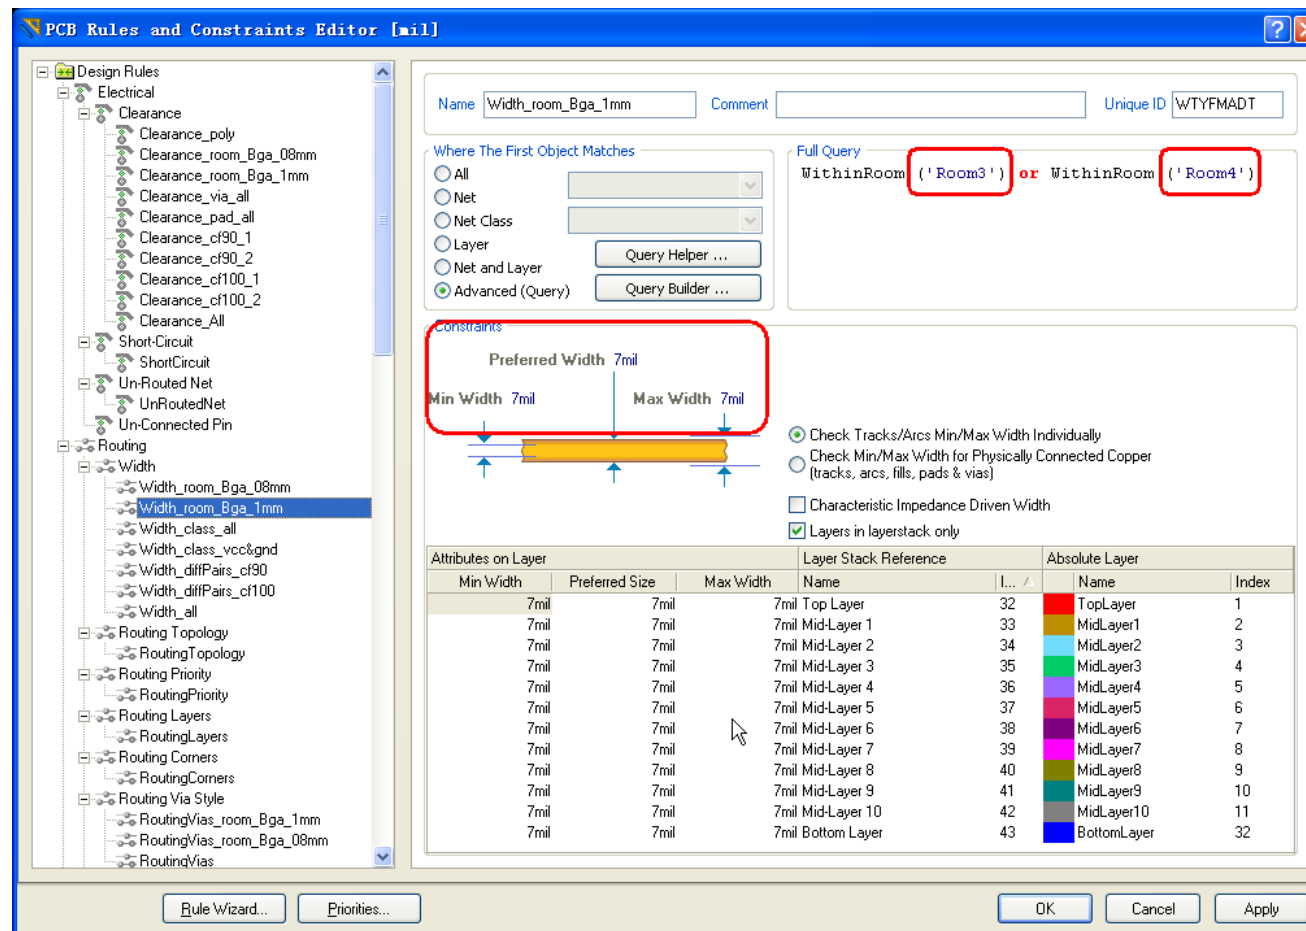 PCB Rules and Constraints Editor [mil]
Design Rules
Electrical
Clearance
Clearance_poly
Clearance_room_Bga_08mm
Clearance_room_Bga_1mm
Clearance_via_all
Clearance_pad_all
Clearance_cf90_1
Clearance_cf90_2
Clearance_cf100_1
Clearance_cf100_2
Clearance_All
Short-Circuit
ShortCircuit
Un-Routed Net
UnRoutedNet
Un-Connected Pin
Routing
Width
Width_room_Bga_08mm
Width_room_Bga_1mm
Width_class_all
Width_class_vcc&gnd
Width_diffPairs_cf90
Width_diffPairs_cf100
Width_all
Routing Topology
RoutingTopology
Routing Priority
RoutingPriority
Routing Layers
RoutingLayers
Routing Corners
RoutingCorners
Routing Via Style
RoutingVias_room_Bga_1mm
RoutingVias_room_Bga_08mm
RoutingVias
Name Width_room_Bga_1mm Comment Unique ID WTYFMADT
Where The First Object Matches
All
Net
Net Class
Layer
Net and Layer
Advanced (Query)
Query Helper ...
Query Builder ...
Full Query
WithinRoom ('Room3') or WithinRoom ('Room4')
Constraints
Preferred Width 7mil
Min Width 7mil Max Width 7mil
Check Tracks/Arcs Min/Max Width Individually
Check Min/Max Width for Physically Connected Copper
(tracks, arcs, fills, pads & vias)
Characteristic Impedance Driven Width
Layers in layerstack only
Attributes on Layer Layer Stack Reference Absolute Layer
Min Width Preferred Size Max Width Name I... Name Index
7mil 7mil 7mil Top Layer 32 TopLayer 1
7mil 7mil 7mil Mid-Layer 1 33 MidLayer1 2
7mil 7mil 7mil Mid-Layer 2 34 MidLayer2 3
7mil 7mil 7mil Mid-Layer 3 35 MidLayer3 4
7mil 7mil 7mil Mid-Layer 4 36 MidLayer4 5
7mil 7mil 7mil Mid-Layer 5 37 MidLayer5 6
7mil 7mil 7mil Mid-Layer 6 38 MidLayer6 7
7mil 7mil 7mil Mid-Layer 7 39 MidLayer7 8
7mil 7mil 7mil Mid-Layer 8 40 MidLayer8 9
7mil 7mil 7mil Mid-Layer 9 41 MidLayer9 10
7mil 7mil 7mil Mid-Layer 10 42 MidLayer10 11
7mil 7mil 7mil Bottom Layer 43 BottomLayer 32
Rule Wizard... Priorities... OK Cancel Apply